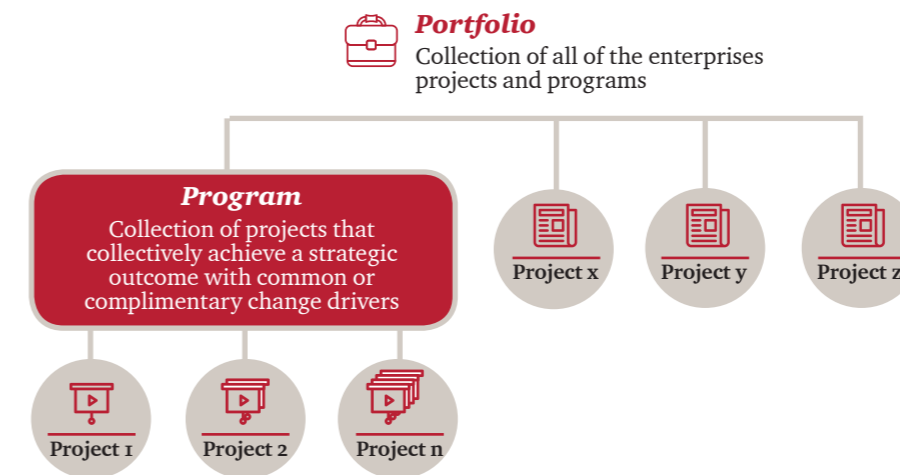 Portfolio
Collection of all of the enterprises
projects and programs
Program
Collection of projects that
collectively achieve a strategic
outcome with common or
complimentary change drivers
Project x
Project y
Project z
Project 1
Project 2
Project n